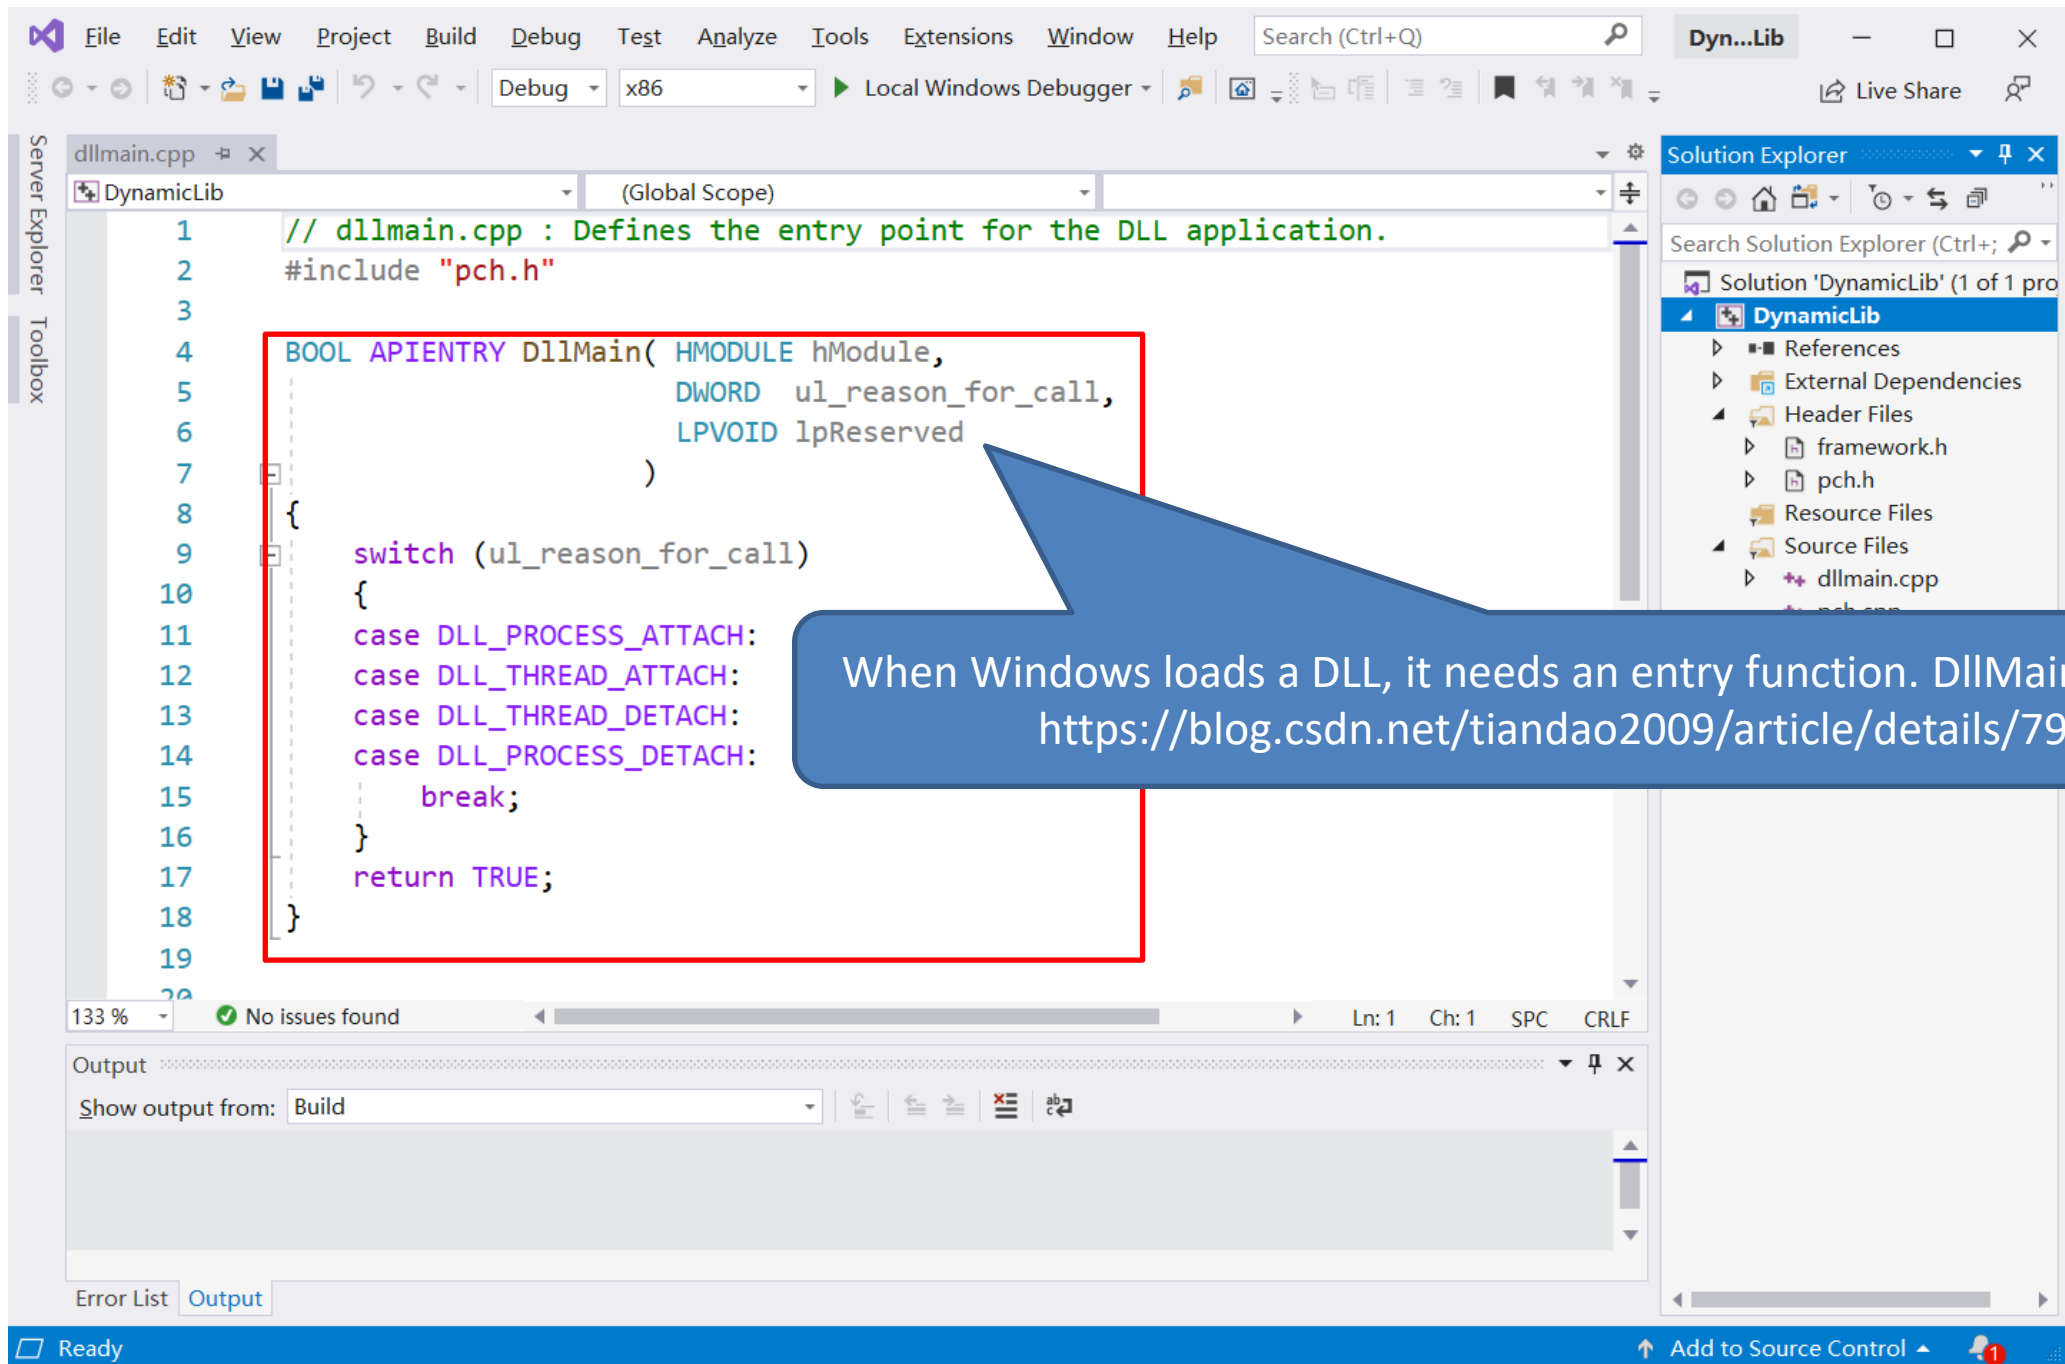 File Edit View Project Build Debug Test Analyze Tools Extensions Window Help Search (Ctrl+Q) Dyn...Lib
Debug x86 Local Windows Debugger Live Share
Server Explorer
Toolbox
dllmain.cpp
DynamicLib (Global Scope)
1 // dllmain.cpp : Defines the entry point for the DLL application.
2 #include "pch.h"
3
4 BOOL APIENTRY DllMain( HMODULE hModule,
5 DWORD ul_reason_for_call,
6 LPVOID lpReserved
7 )
8 {
9 switch (ul_reason_for_call)
10 {
11 case DLL_PROCESS_ATTACH:
12 case DLL_THREAD_ATTACH:
13 case DLL_THREAD_DETACH:
14 case DLL_PROCESS_DETACH:
15 break;
16 }
17 return TRUE;
18 }
19
20
When Windows loads a DLL, it needs an entry function. DllMain
https://blog.csdn.net/tiandao2009/article/details/79
133 % No issues found Ln: 1 Ch: 1 SPC CRLF
Output
Show output from: Build
Error List Output
Solution Explorer
Search Solution Explorer (Ctrl+;
Solution 'DynamicLib' (1 of 1 pro
DynamicLib
References
External Dependencies
Header Files
framework.h
pch.h
Resource Files
Source Files
dllmain.cpp
pch.cpp
Ready Add to Source Control 1